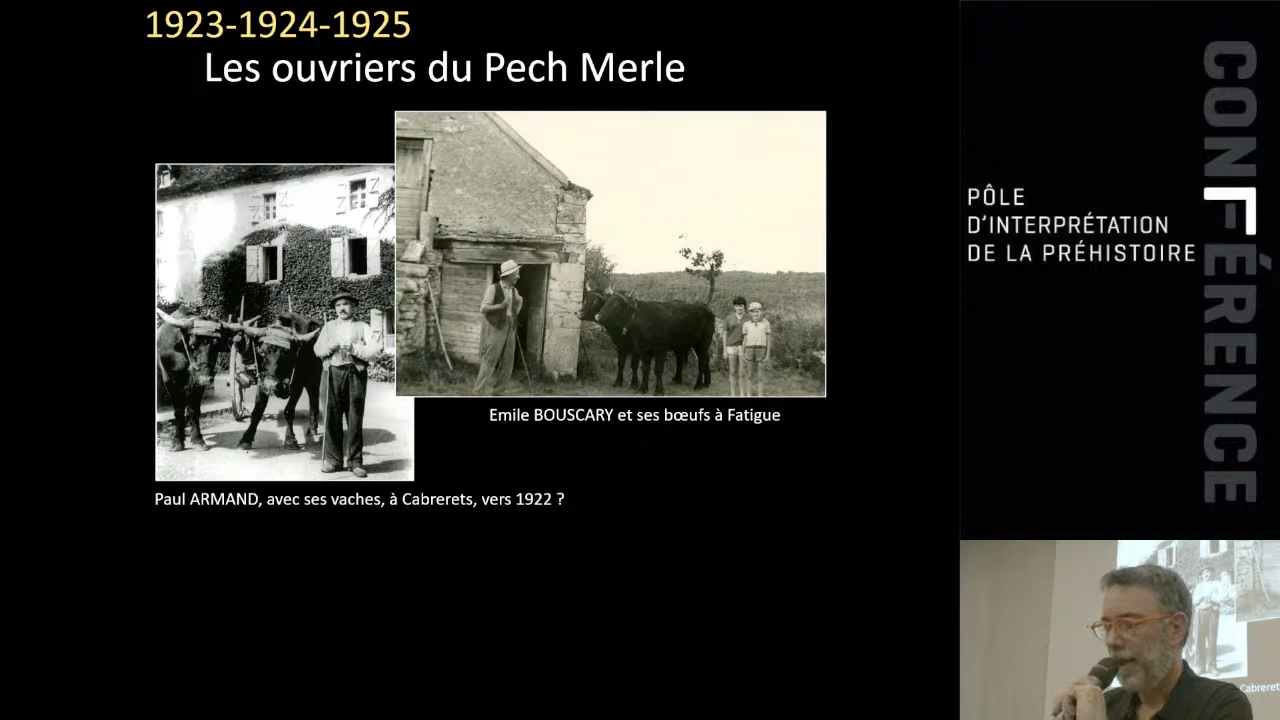 1923-1924-1925
Les ouvriers du Pech Merle
Emile BOUSCARY et ses bœufs à Fatigue
Paul ARMAND, avec ses vaches, à Cabrerets, vers 1922 ?
PÔLE
D'INTERPRÉTATION
DE LA PRÉHISTOIRE
CONFÉRENCE
Cabreret